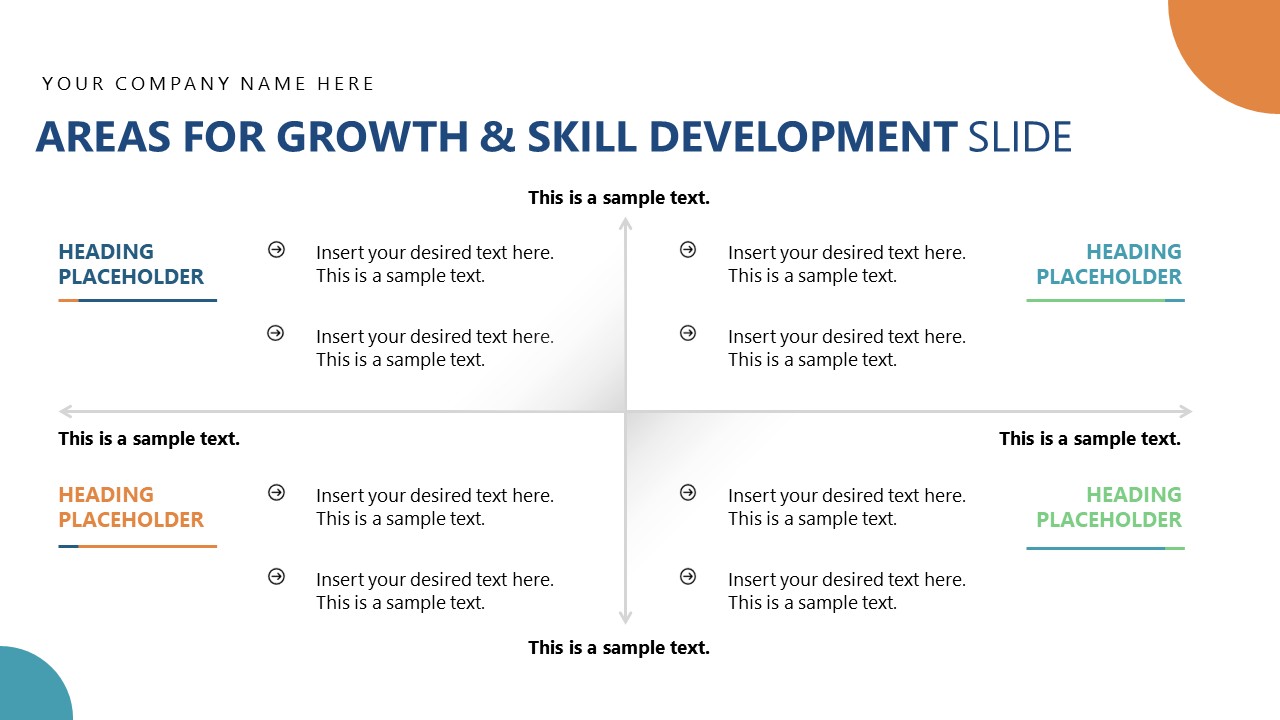 YOUR COMPANY NAME HERE
AREAS FOR GROWTH & SKILL DEVELOPMENT SLIDE
This is a sample text.
HEADING
PLACEHOLDER
Insert your desired text here.
This is a sample text.
Insert your desired text here.
This is a sample text.
Insert your desired text here.
This is a sample text.
Insert your desired text here.
This is a sample text.
HEADING
PLACEHOLDER
This is a sample text.
This is a sample text.
HEADING
PLACEHOLDER
Insert your desired text here.
This is a sample text.
Insert your desired text here.
This is a sample text.
Insert your desired text here.
This is a sample text.
Insert your desired text here.
This is a sample text.
HEADING
PLACEHOLDER
This is a sample text.